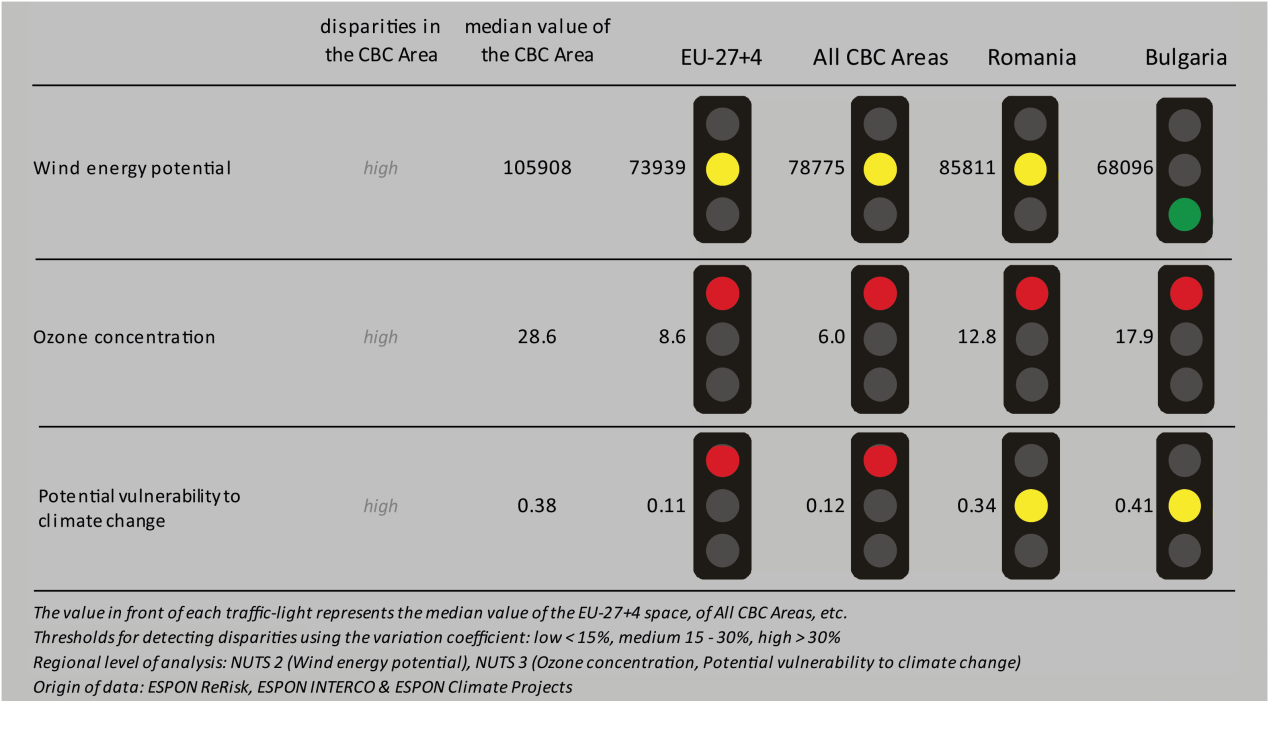 disparities in median value of
the CBC Area the CBC Area EU-27+4 All CBC Areas Romania Bulgaria
Wind energy potential high 105908 73939 78775 85811 68096
Ozone concentration high 28.6 8.6 6.0 12.8 17.9
Potential vulnerability to
climate change high 0.38 0.11 0.12 0.34 0.41
The value in front of each traffic-light represents the median value of the EU-27+4 space, of All CBC Areas, etc.
Thresholds for detecting disparities using the variation coefficient: low < 15%, medium 15 - 30%, high > 30%
Regional level of analysis: NUTS 2 (Wind energy potential), NUTS 3 (Ozone concentration, Potential vulnerability to climate change)
Origin of data: ESPON ReRisk, ESPON INTERCO & ESPON Climate Projects